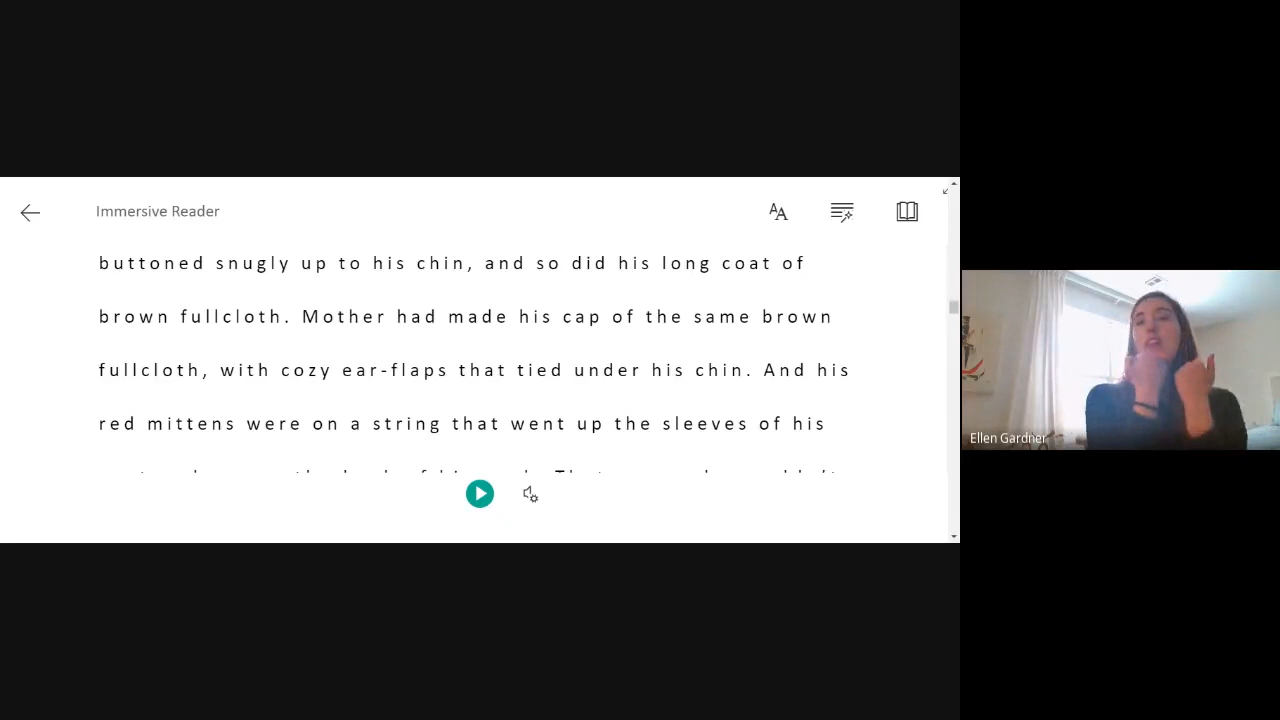 Immersive Reader
buttoned snugly up to his chin, and so did his long coat of
brown fullcloth. Mother had made his cap of the same brown
fullcloth, with cozy ear-flaps that tied under his chin. And his
red mittens were on a string that went up the sleeves of his
Ellen Gardner